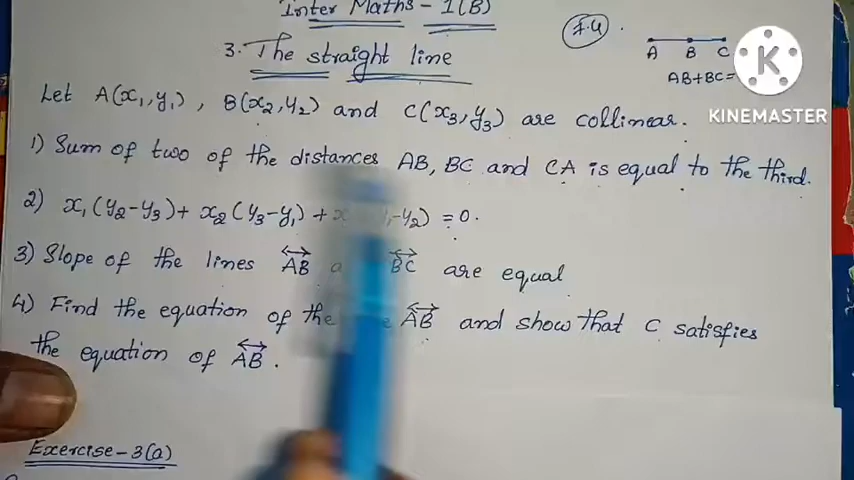 Inter Maths - 1(B)
3. The straight line
A B C
AB+BC=
K
KINEMASTER
Let A(x₁,y₁), B(x₂,y₂) and C(x₃,y₃) are collinear.
1) Sum of two of the distances AB, BC and CA is equal to the third.
2) x₁(y₂-y₃)+ x₂(y₃-y₁)+ -y₂) =0.
3) Slope of the lines AB BC are equal
4) Find the equation of the AB and show that C satisfies
the equation of AB.
Exercise-3(a)